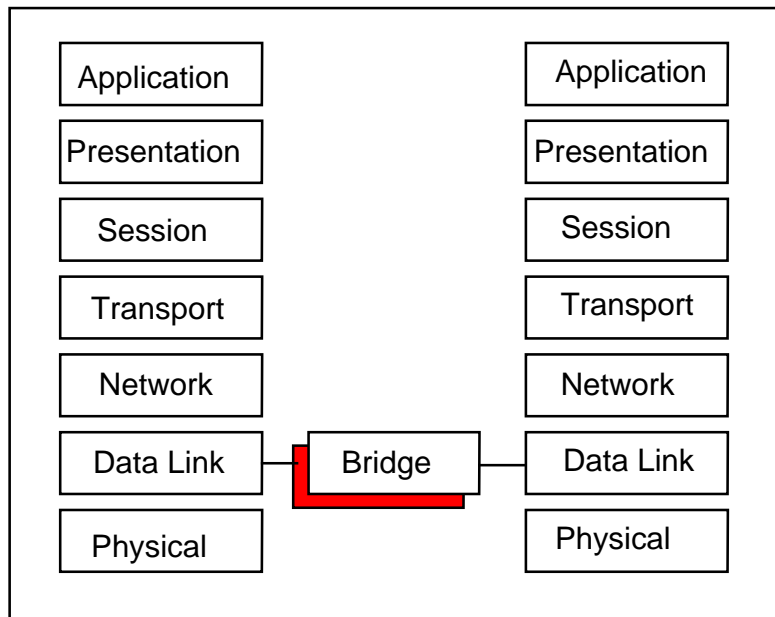 Application
Application
Presentation
Presentation
Session
Session
Transport
Transport
Network
Network
Data Link
Bridge
Data Link
Physical
Physical